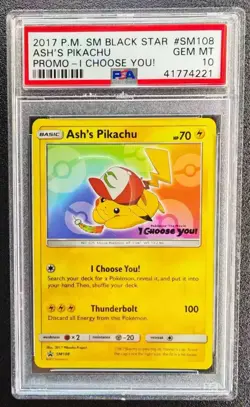 2017 P.M. SM BLACK STAR #SM108
ASH'S PIKACHU GEM MT
PROMO-I CHOOSE YOU! 10
PSA 41774221
BASIC Ash's Pikachu HP70
I Choose You!
I Choose You!
Search your deck for a Pokémon, reveal it, and put it into your hand. Then, shuffle your deck.
Thunderbolt 100
Discard all Energy from this Pokémon.
×2 -20
SM108